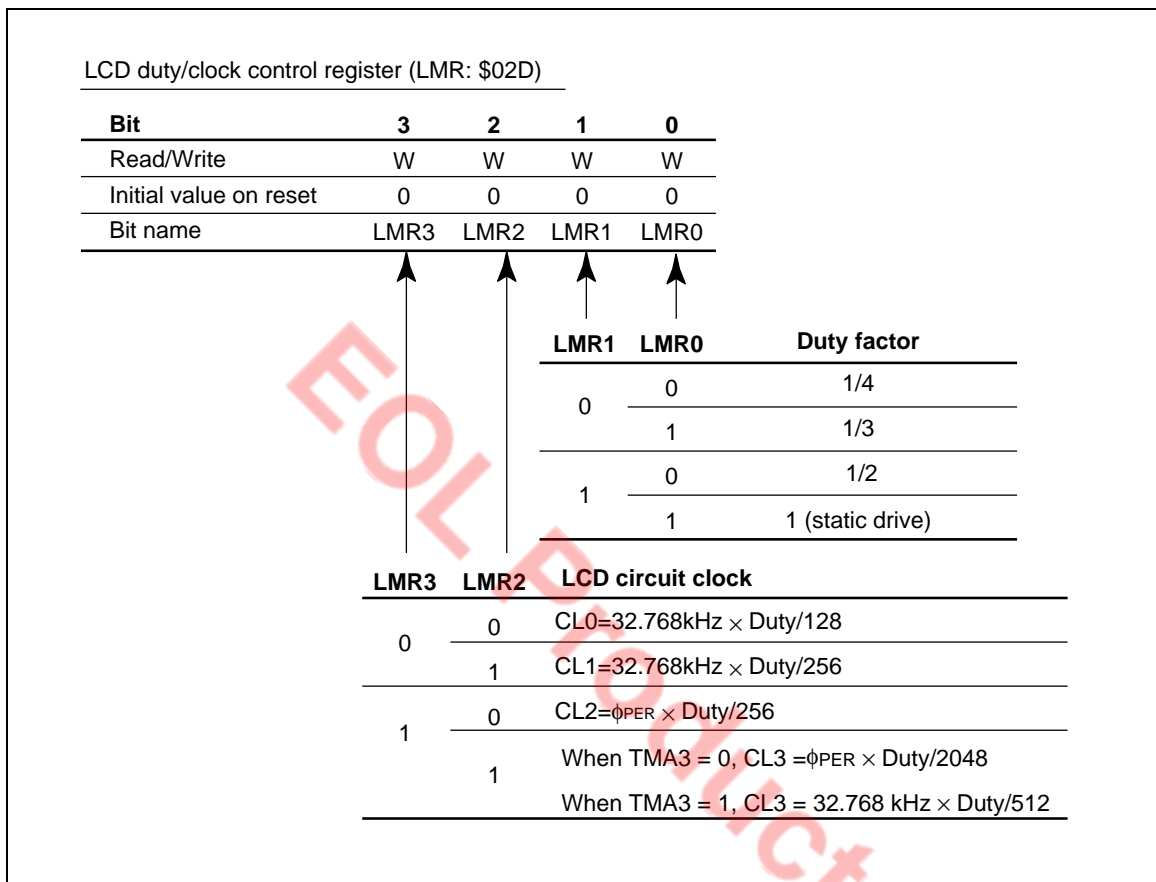 LCD duty/clock control register (LMR: $02D)
Bit 3 2 1 0
Read/Write W W W W
Initial value on reset 0 0 0 0
Bit name LMR3 LMR2 LMR1 LMR0
LMR1 LMR0 Duty factor
0 0 1/4
1 1/3
1 0 1/2
1 1 (static drive)
LMR3 LMR2 LCD circuit clock
0 0 CL0=32.768kHz × Duty/128
1 CL1=32.768kHz × Duty/256
1 0 CL2=ϕPER × Duty/256
1 When TMA3 = 0, CL3 =ϕPER × Duty/2048
When TMA3 = 1, CL3 = 32.768 kHz × Duty/512
EOL Product